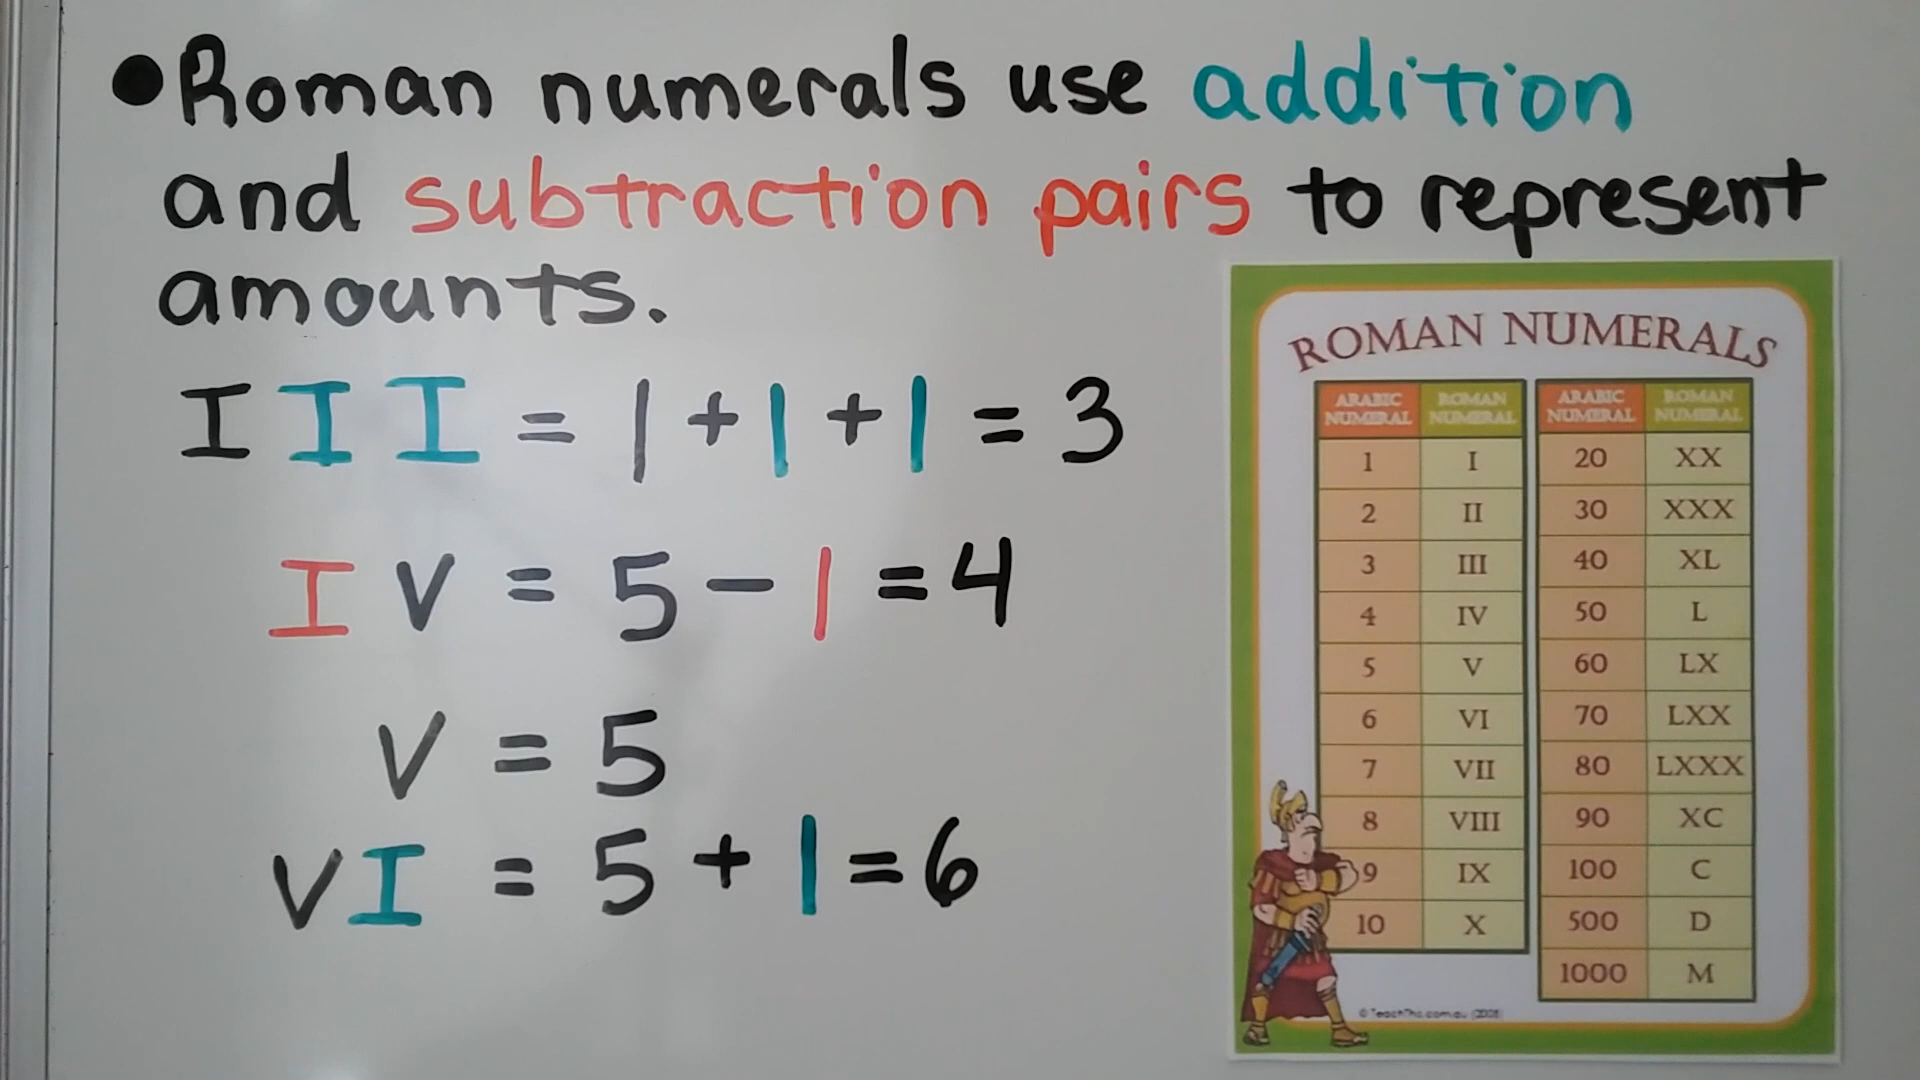 ●Roman numerals use addition
and subtraction pairs to represent
amounts.
I I I = 1 + 1 + 1 = 3
I V = 5 - 1 = 4
V = 5
VI = 5 + 1 = 6
ROMAN NUMERALS
ARABIC NUMERAL ROMAN NUMERAL
1 I
2 II
3 III
4 IV
5 V
6 VI
7 VII
8 VIII
9 IX
10 X
ARABIC NUMERAL ROMAN NUMERAL
20 XX
30 XXX
40 XL
50 L
60 LX
70 LXX
80 LXXX
90 XC
100 C
500 D
1000 M